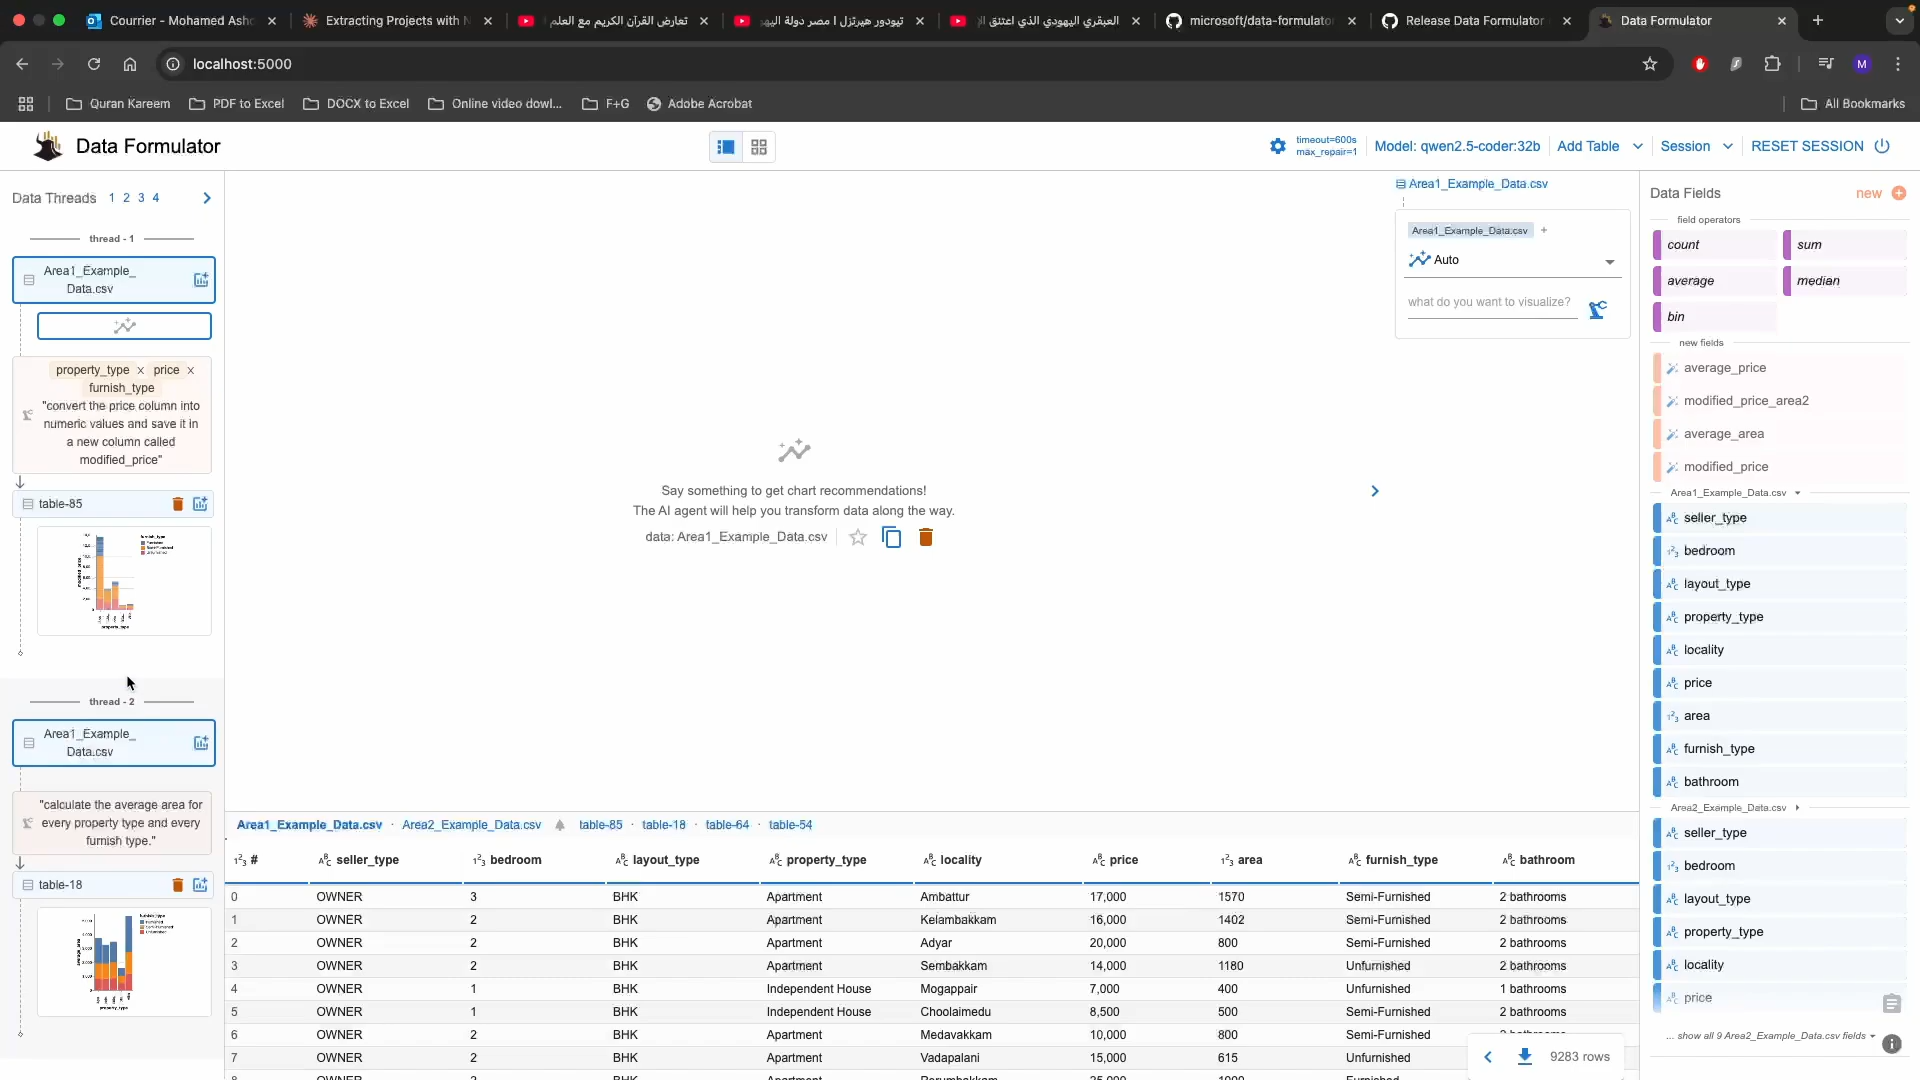 Courrier - Mohamed Asho
Extracting Projects with N
تعارض القرآن الكريم مع العلم
تيودور هيرتزل ا مصر دولة اليهو
العبقري اليهودي الذي اعتنق الإ
microsoft/data-formulator
Release Data Formulator
Data Formulator
localhost:5000
M
Quran Kareem
PDF to Excel
DOCX to Excel
Online video dowl...
F+G
Adobe Acrobat
All Bookmarks
Data Formulator
timeout=600s
max_repair=1
Model: qwen2.5-coder:32b
Add Table
Session
RESET SESSION
Data Threads 1 2 3 4
thread - 1
Area1_Example_
Data.csv
property_type x price x
furnish_type
"convert the price column into
numeric values and save it in
a new column called
modified_price"
table-85
furnish_type
modified_price
property_type
thread - 2
Area1_Example_
Data.csv
"calculate the average area for
every property type and every
furnish type."
table-18
furnish_type
average_area
property_type
Say something to get chart recommendations!
The AI agent will help you transform data along the way.
data: Area1_Example_Data.csv
Area1_Example_Data.csv
Area1_Example_Data.csv +
Auto
what do you want to visualize?
Area1_Example_Data.csv · Area2_Example_Data.csv table-85 · table-18 · table-64 · table-54
# seller_type bedroom layout_type property_type locality price area furnish_type bathroom
0 OWNER 3 BHK Apartment Ambattur 17,000 1570 Semi-Furnished 2 bathrooms
1 OWNER 2 BHK Apartment Kelambakkam 16,000 1402 Semi-Furnished 2 bathrooms
2 OWNER 2 BHK Apartment Adyar 20,000 800 Semi-Furnished 2 bathrooms
3 OWNER 2 BHK Apartment Sembakkam 14,000 1180 Unfurnished 2 bathrooms
4 OWNER 1 BHK Independent House Mogappair 7,000 400 Unfurnished 1 bathrooms
5 OWNER 1 BHK Independent House Choolaimedu 8,500 500 Semi-Furnished 2 bathrooms
6 OWNER 2 BHK Apartment Medavakkam 10,000 800 Semi-Furnished 2 bathrooms
7 OWNER 2 BHK Apartment Vadapalani 15,000 615 Unfurnished
9283 rows
Data Fields
new
field operators
count
sum
average
median
bin
new fields
average_price
modified_price_area2
average_area
modified_price
Area1_Example_Data.csv
seller_type
bedroom
layout_type
property_type
locality
price
area
furnish_type
bathroom
Area2_Example_Data.csv
seller_type
bedroom
layout_type
property_type
locality
price
... show all 9 Area2_Example_Data.csv fields